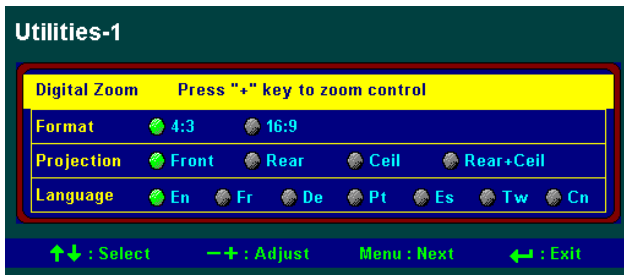 Utilities-1
Digital Zoom Press "+" key to zoom control
Format 4:3 16:9
Projection Front Rear Ceil Rear+Ceil
Language En Fr De Pt Es Tw Cn
↑↓ : Select −+ : Adjust Menu : Next ↵ : Exit